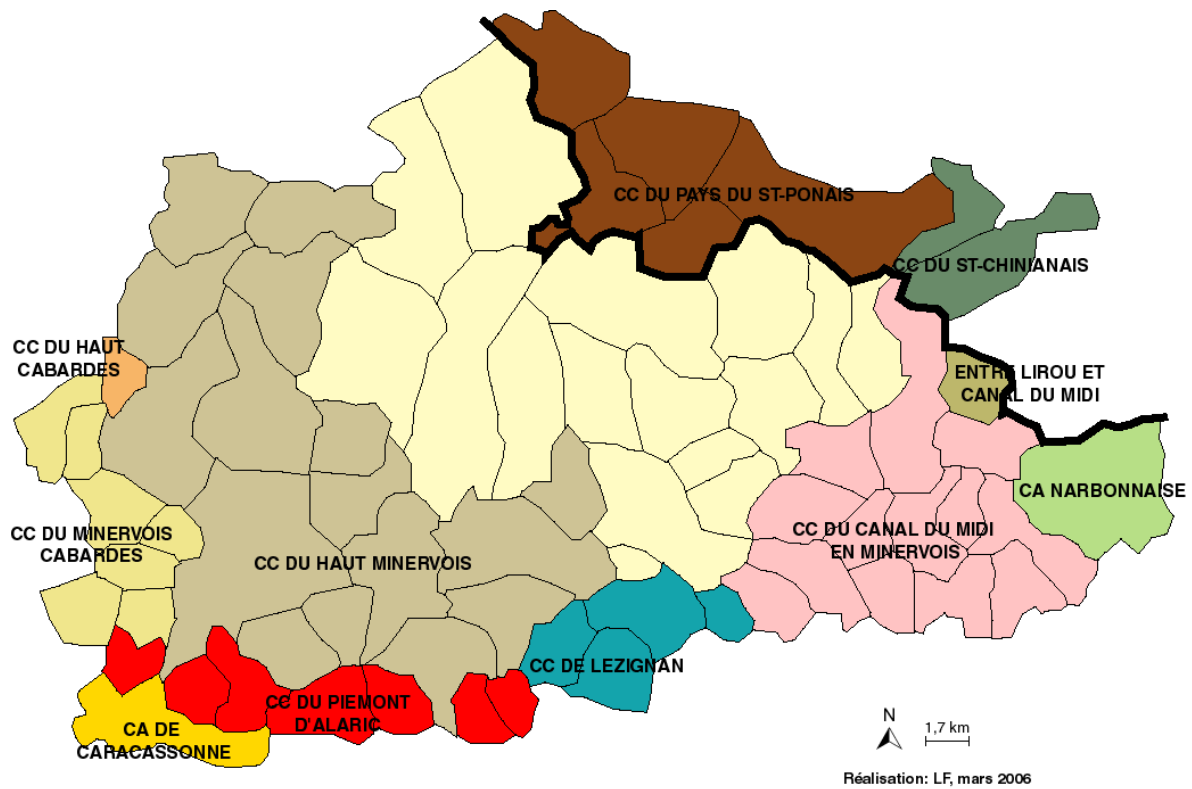 CC DU PAYS DU ST-PONAIS
CC DU ST-CHINIANAIS
CC DU HAUT
CABARDES
ENTRE LIROU ET
CANAL DU MIDI
CA NARBONNAISE
CC DU MINERVOIS
CABARDES
CC DU CANAL DU MIDI
EN MINERVOIS
CC DU HAUT MINERVOIS
CC DE LEZIGNAN
CC DU PIEMONT
D'ALARIC
CA DE
CARACASSONNE
N
1,7 km
Réalisation: LF, mars 2006